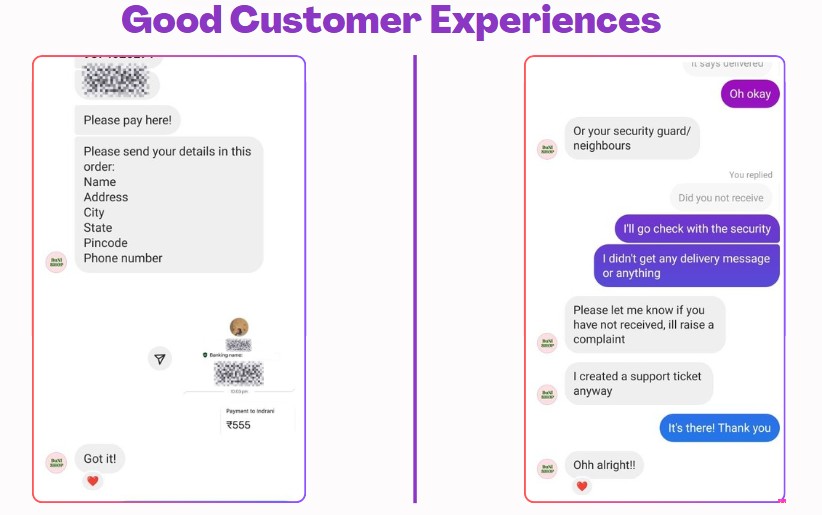 Good Customer Experiences
Please pay here!
Please send your details in this
order:
Name
Address
City
State
Pincode
Phone number
Banking name:
Payment to Indrani
₹555
Got it!
it says delivered
Oh okay
Or your security guard/
neighbours
You replied
Did you not receive
I'll go check with the security
I didn't get any delivery message
or anything
Please let me know if you
have not received, ill raise a
complaint
I created a support ticket
anyway
It's there! Thank you
Ohh alright!!